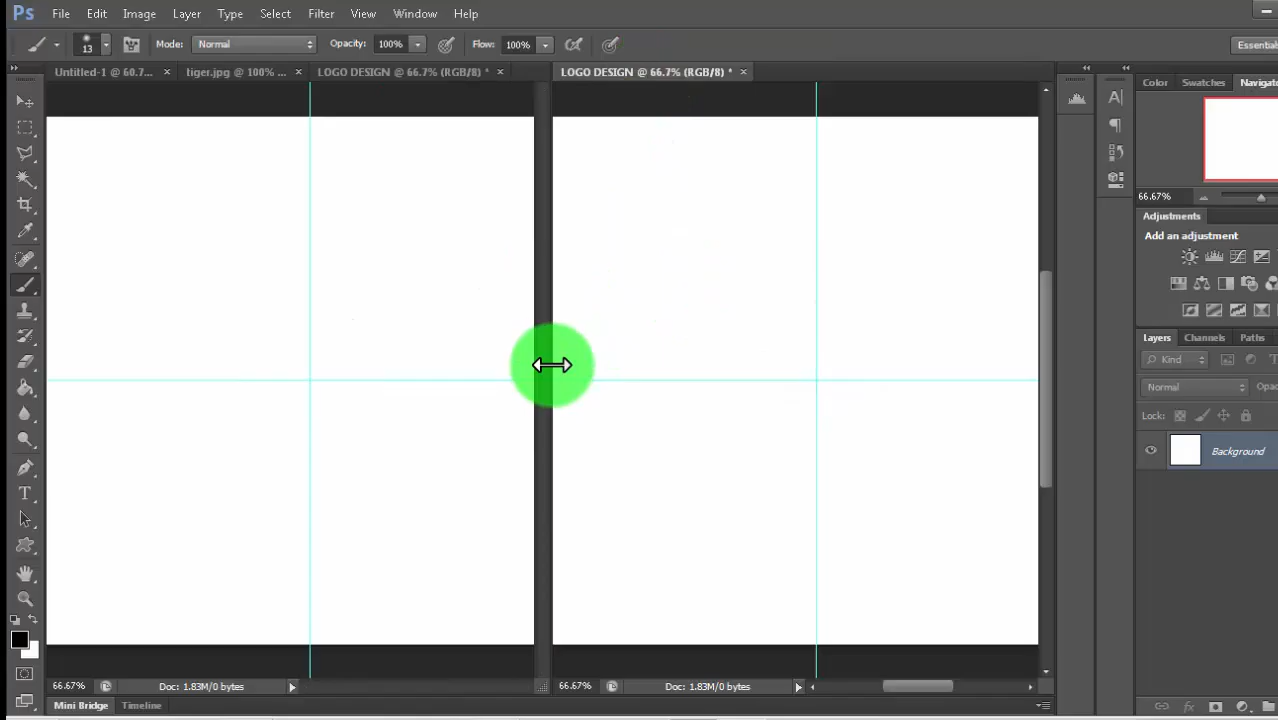 Ps File Edit Image Layer Type Select Filter View Window Help
13 Mode: Normal Opacity: 100% Flow: 100% Essential
Untitled-1 @ 60.7... × tiger.jpg @ 100% ... × LOGO DESIGN @ 66.7% (RGB/8) * × LOGO DESIGN @ 66.7% (RGB/8) * ×
Color Swatches Navigato
66.67%
Adjustments
Add an adjustment
Layers Channels Paths
Kind
Normal Opac
Lock:
Background
66.67% Doc: 1.83M/0 bytes 66.67% Doc: 1.83M/0 bytes
Mini Bridge Timeline
fx